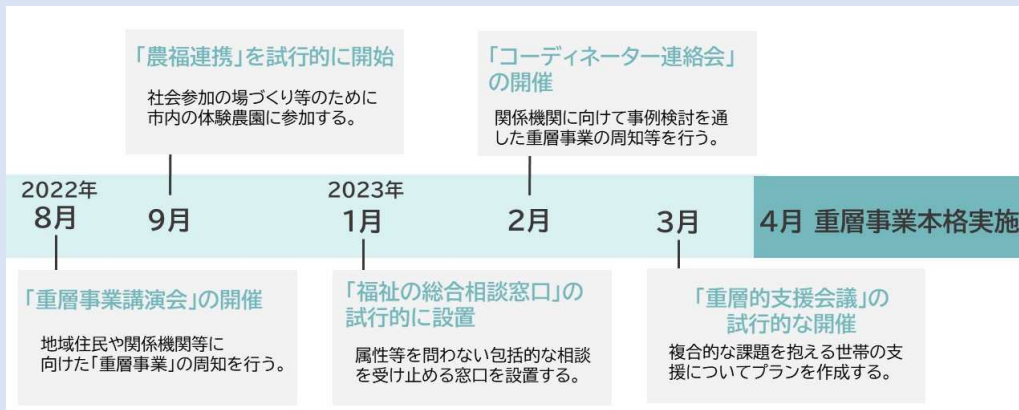 「農福連携」を試行的に開始
社会参加の場づくり等のために
市内の体験農園に参加する。
「コーディネーター連絡会」
の開催
関係機関に向けて事例検討を通
した重層事業の周知等を行う。
2022年
8月
9月
2023年
1月
2月
3月
4月 重層事業本格実施
「重層事業講演会」の開催
地域住民や関係機関等に
向けた「重層事業」の周知を行う。
「福祉の総合相談窓口」の
試行的に設置
属性等を問わない包括的な相談
を受け止める窓口を設置する。
「重層的支援会議」の
試行的な開催
複合的な課題を抱える世帯の支
援についてプランを作成する。